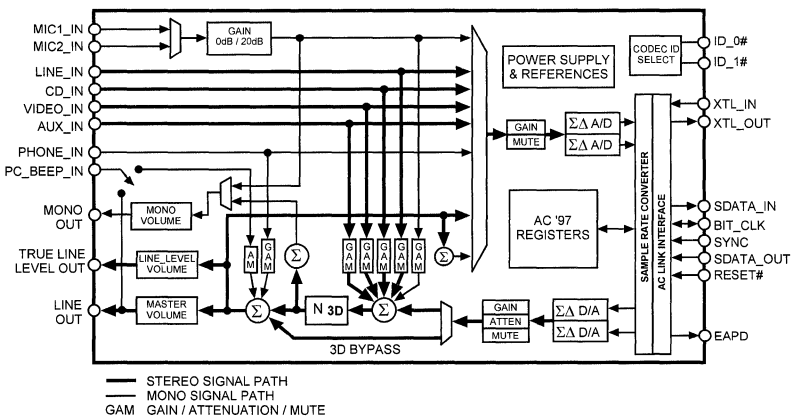 MIC1_IN
MIC2_IN
GAIN
0dB / 20dB
LINE_IN
CD_IN
VIDEO_IN
AUX_IN
PHONE_IN
PC_BEEP_IN
MONO
OUT
MONO
VOLUME
TRUE LINE
LEVEL OUT
LINE_LEVEL
VOLUME
LINE
OUT
MASTER
VOLUME
AM
GAM
Σ
Σ
GAM
GAM
GAM
GAM
GAM
Σ
N 3D
Σ
Σ
3D BYPASS
POWER SUPPLY
& REFERENCES
CODEC ID
SELECT
GAIN
MUTE
ΣΔ A/D
ΣΔ A/D
AC '97
REGISTERS
GAIN
ATTEN
MUTE
ΣΔ D/A
ΣΔ D/A
SAMPLE RATE CONVERTER
AC LINK INTERFACE
ID_0#
ID_1#
XTL_IN
XTL_OUT
SDATA_IN
BIT_CLK
SYNC
SDATA_OUT
RESET#
EAPD
STEREO SIGNAL PATH
MONO SIGNAL PATH
GAM GAIN / ATTENUATION / MUTE